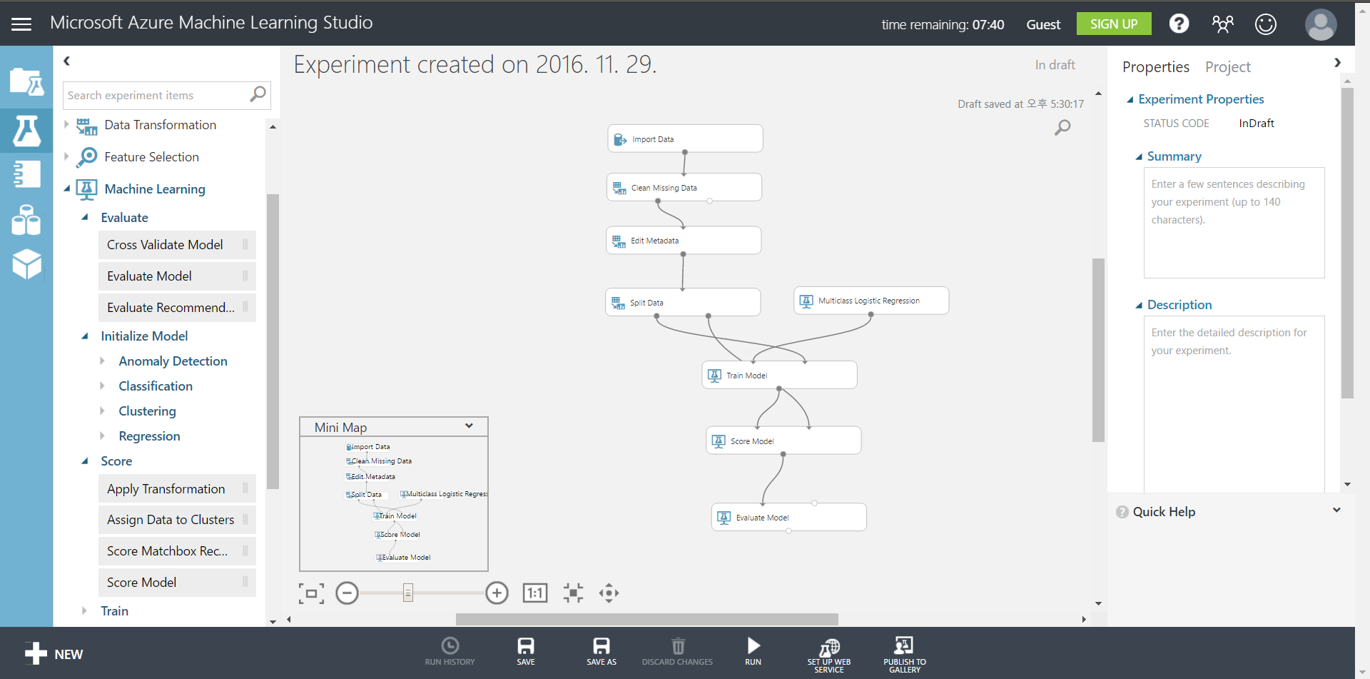 Microsoft Azure Machine Learning Studio
time remaining: 07:40
Guest
SIGN UP
?
Search experiment items
Data Transformation
Feature Selection
Machine Learning
Evaluate
Cross Validate Model
Evaluate Model
Evaluate Recommend...
Initialize Model
Anomaly Detection
Classification
Clustering
Regression
Score
Apply Transformation
Assign Data to Clusters
Score Matchbox Rec...
Score Model
Train
Experiment created on 2016. 11. 29.
In draft
Draft saved at 오후 5:30:17
Import Data
Clean Missing Data
Edit Metadata
Split Data
Multiclass Logistic Regression
Train Model
Score Model
Evaluate Model
Mini Map
Import Data
Clean Missing Data
Edit Metadata
Split Data
Multiclass Logistic Regress
Train Model
Score Model
Evaluate Model
1:1
Properties
Project
Experiment Properties
STATUS CODE
InDraft
Summary
Enter a few sentences describing
your experiment (up to 140
characters).
Description
Enter the detailed description for
your experiment.
? Quick Help
NEW
RUN HISTORY
SAVE
SAVE AS
DISCARD CHANGES
RUN
SET UP WEB
SERVICE
PUBLISH TO
GALLERY